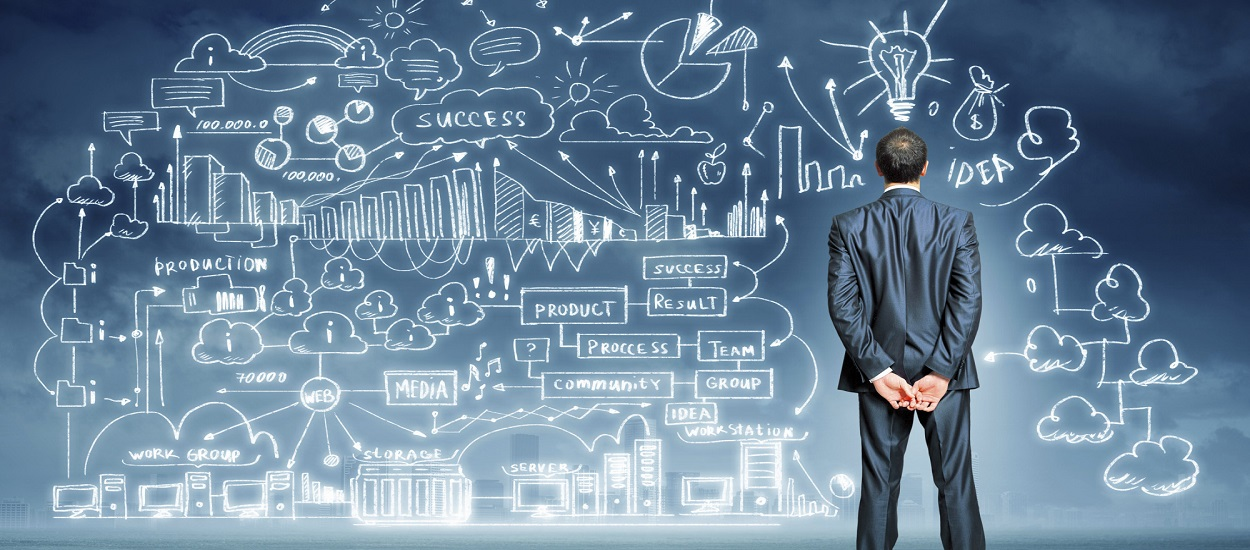 SUCCESS
100.000.0
100.000.
$
IDEA
€
¥
i
i
PRODUCTION
i
i
i
i
i
i
i
i
i
i
!!!
SUCCESS
PRODUCT
RESULT
PROCCESS
TEAM
?
70000
MEDIA
COMMUNITY
GROUP
WEB
IDEA
WORKSTATION
WORK GROUP
STORAGE
SERVER